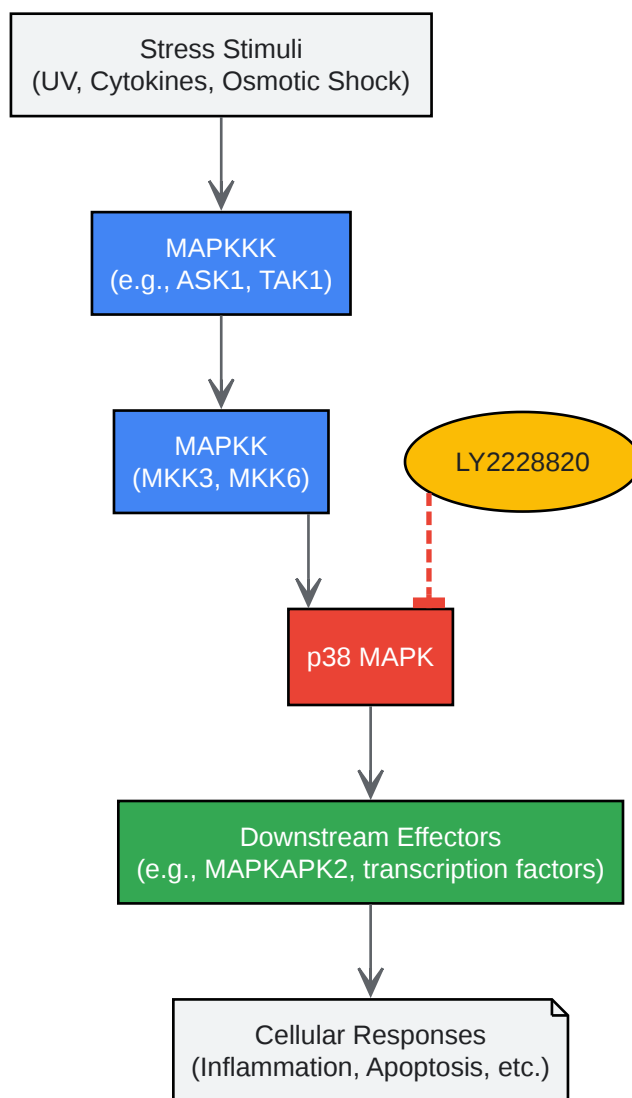 Stress Stimuli
(UV, Cytokines, Osmotic Shock)
MAPKKK
(e.g., ASK1, TAK1)
MAPKK
(MKK3, MKK6)
LY2228820
p38 MAPK
Downstream Effectors
(e.g., MAPKAPK2, transcription factors)
Cellular Responses
(Inflammation, Apoptosis, etc.)